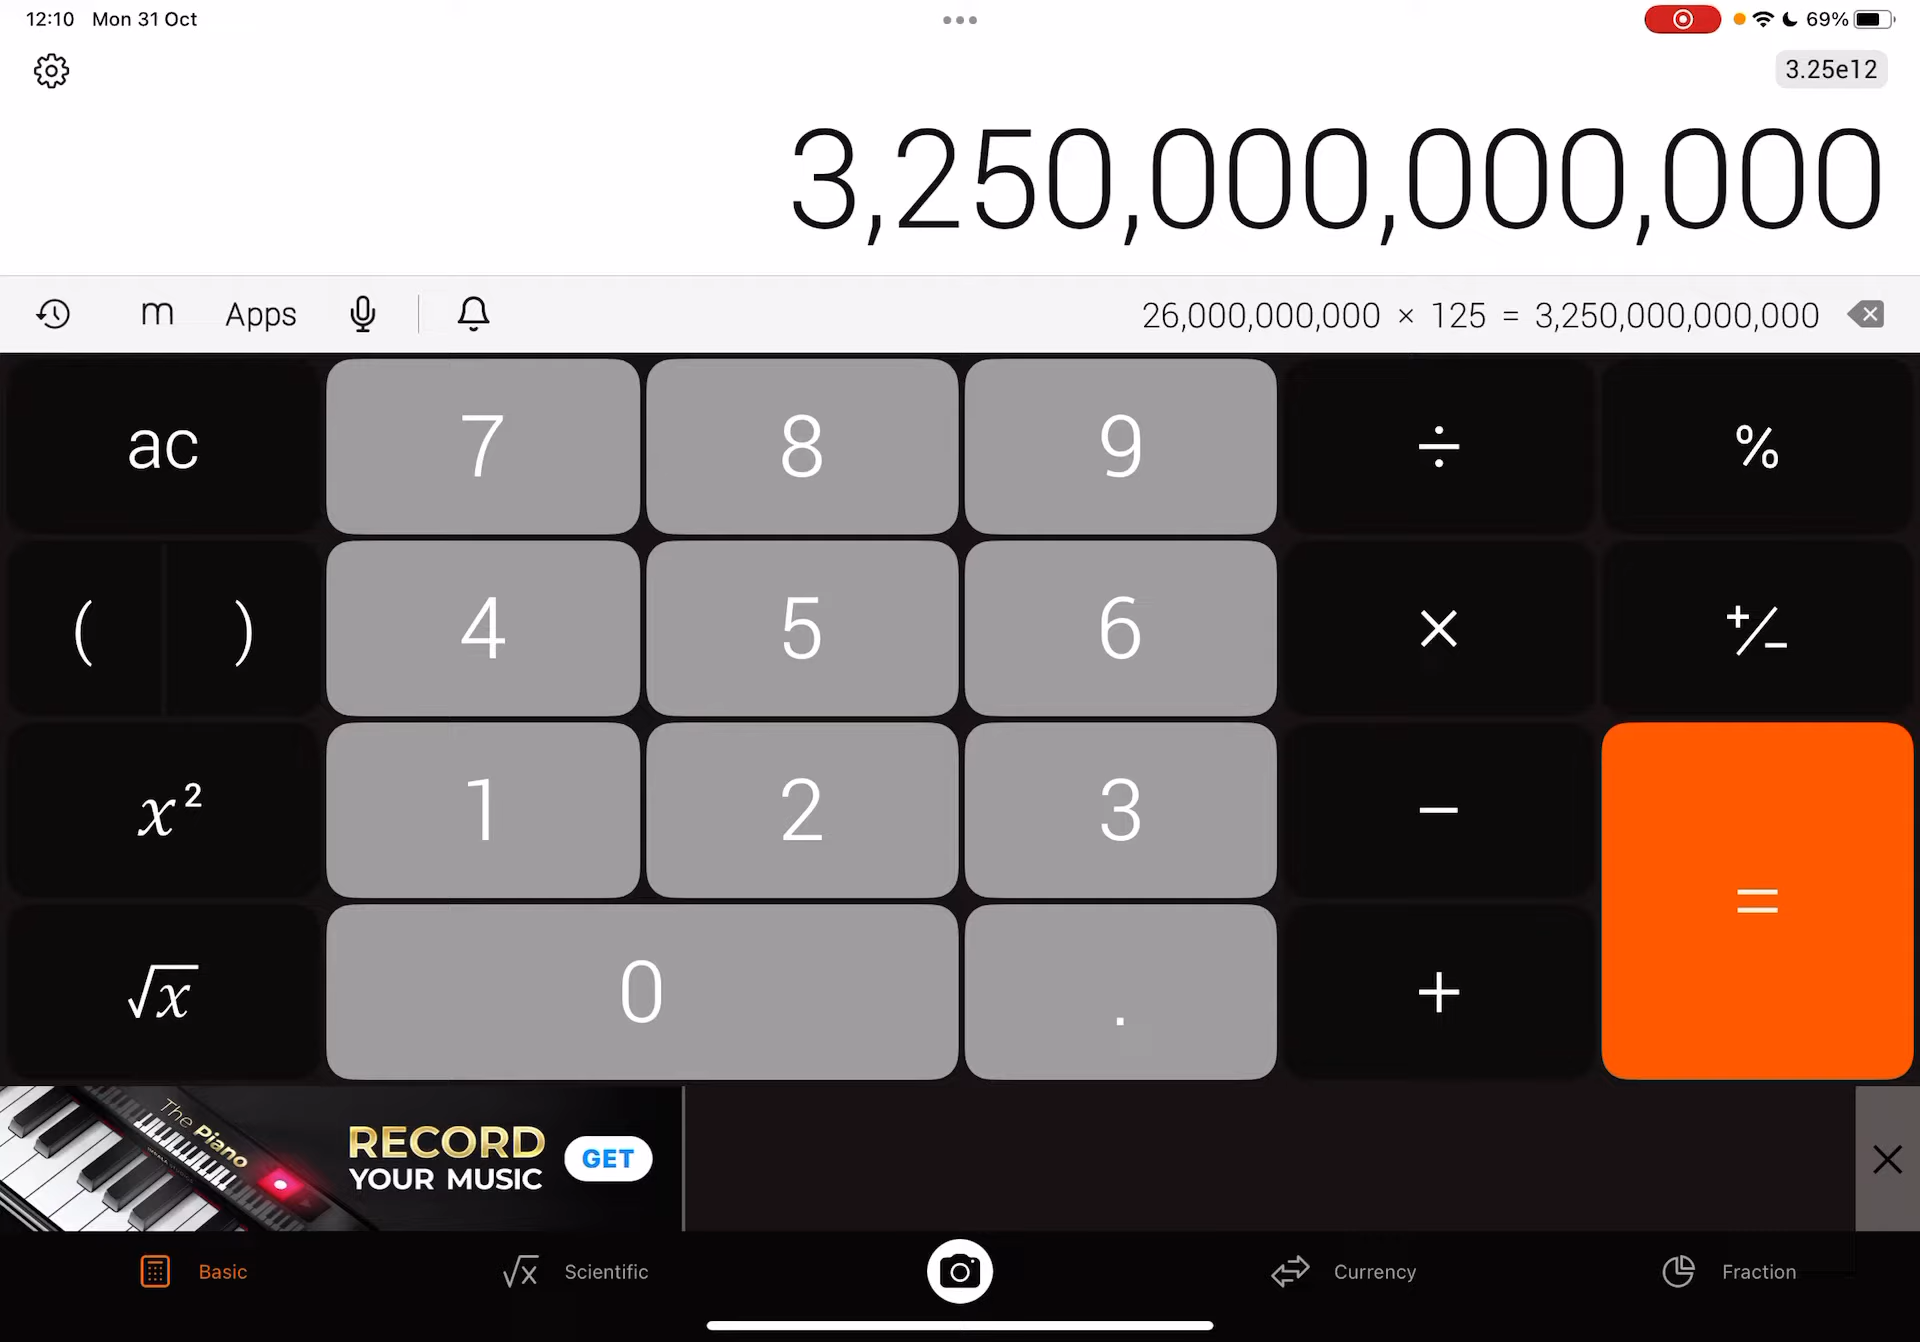 12:10 Mon 31 Oct
69%
3.25e12
3,250,000,000,000
m Apps
26,000,000,000 × 125 = 3,250,000,000,000
ac 7 8 9 ÷ %
( ) 4 5 6 × +/−
x² 1 2 3 −
=
√x 0 . +
The Piano
RECORD
YOUR MUSIC
GET
Basic √x Scientific Currency Fraction